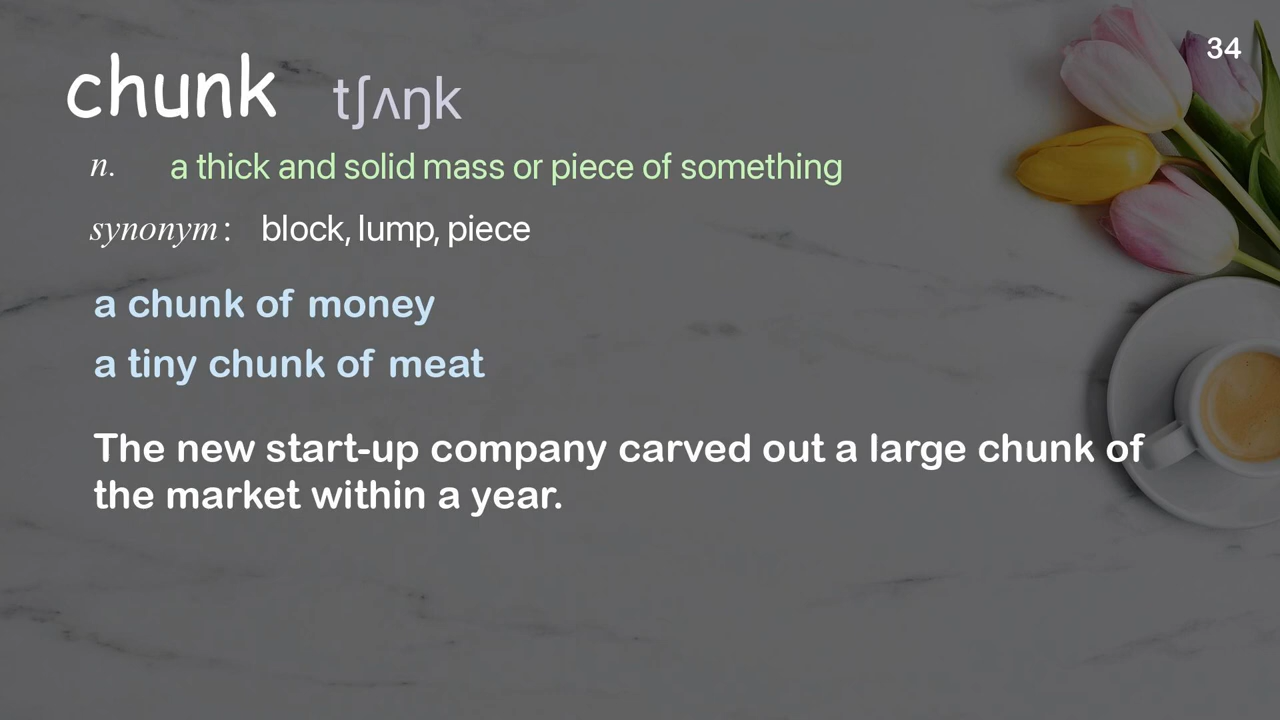 34
chunk tʃʌŋk
n. a thick and solid mass or piece of something
synonym: block, lump, piece
a chunk of money
a tiny chunk of meat
The new start-up company carved out a large chunk of
the market within a year.